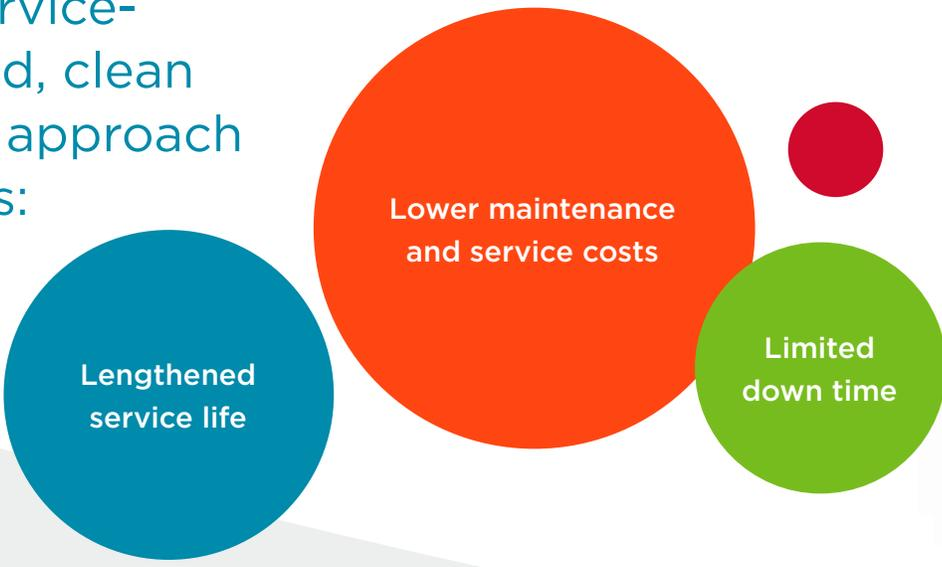 rvice-
d, clean
approach
s:
Lower maintenance
and service costs
Limited
down time
Lengthened
service life